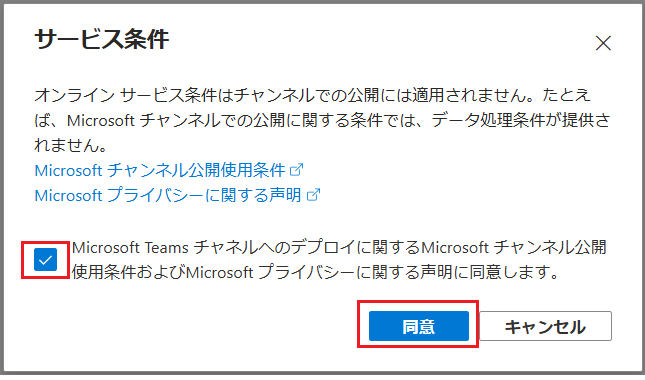 サービス条件
オンライン サービス条件はチャンネルでの公開には適用されません。たとえ
ば、Microsoft チャンネルでの公開に関する条件では、データ処理条件が提供さ
れません。
Microsoft チャンネル公開使用条件
Microsoft プライバシーに関する声明
Microsoft Teams チャネルへのデプロイに関するMicrosoft チャンネル公開
使用条件およびMicrosoft プライバシーに関する声明に同意します。
同意 キャンセル